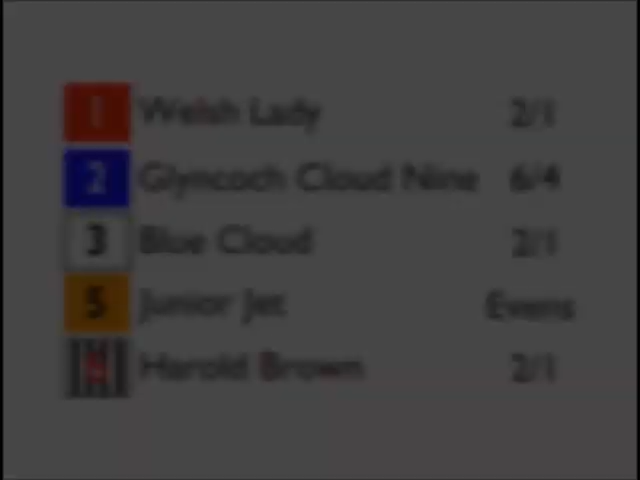 1 Welsh Lady 2/1
2 Glyncoch Cloud Nine 6/4
3 Blue Cloud 2/1
5 Junior Jet Evens
6 Harold Brown 2/1